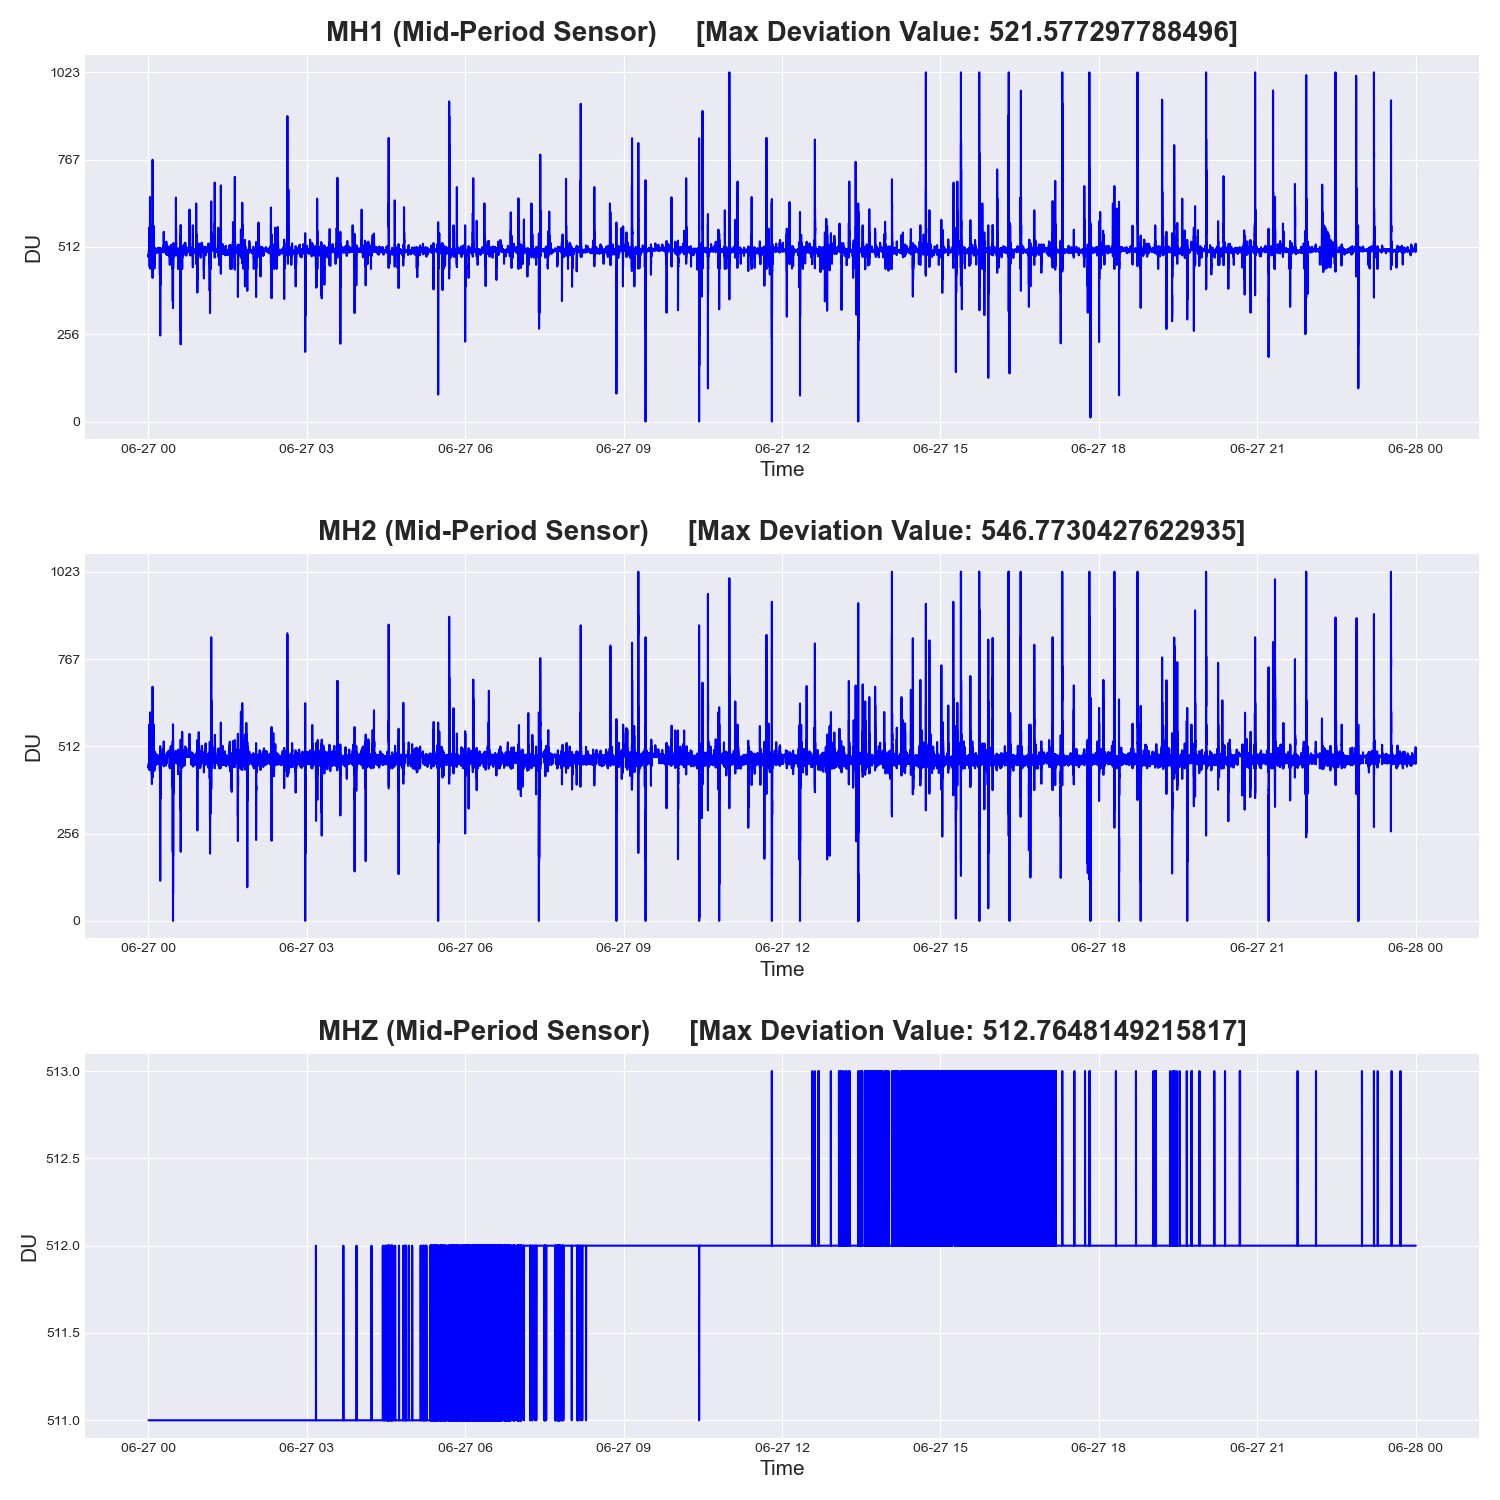 MH1 (Mid-Period Sensor) [Max Deviation Value: 521.577297788496]
1023
767
512
256
0
DU
06-27 00 06-27 03 06-27 06 06-27 09 06-27 12 06-27 15 06-27 18 06-27 21 06-28 00
Time
MH2 (Mid-Period Sensor) [Max Deviation Value: 546.7730427622935]
1023
767
512
256
0
DU
06-27 00 06-27 03 06-27 06 06-27 09 06-27 12 06-27 15 06-27 18 06-27 21 06-28 00
Time
MHZ (Mid-Period Sensor) [Max Deviation Value: 512.7648149215817]
513.0
512.5
512.0
511.5
511.0
DU
06-27 00 06-27 03 06-27 06 06-27 09 06-27 12 06-27 15 06-27 18 06-27 21 06-28 00
Time